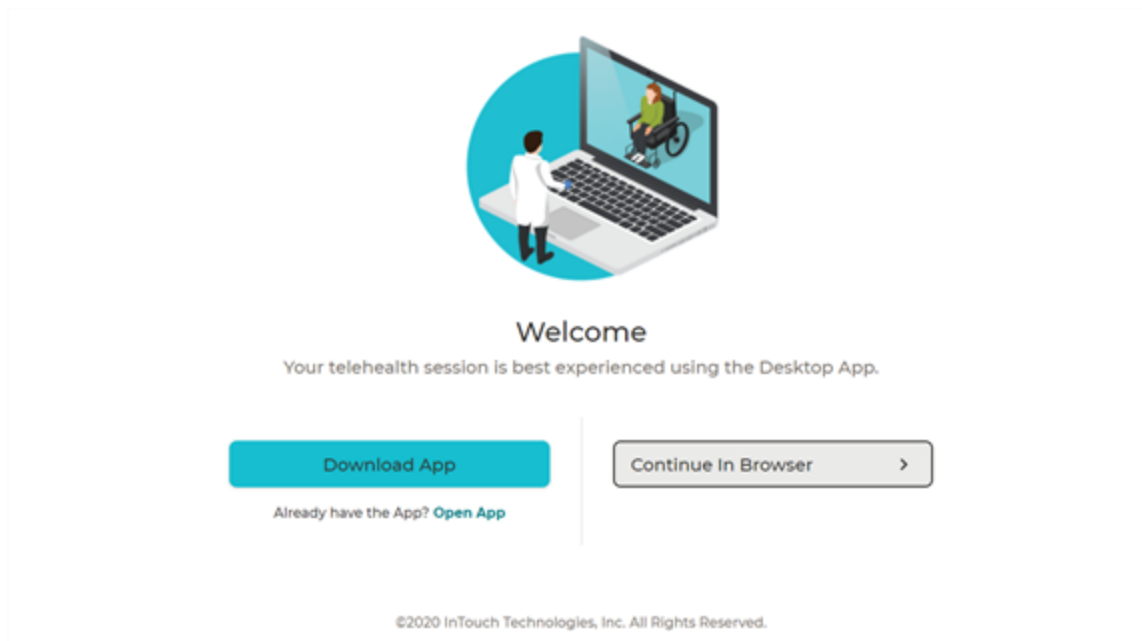 Welcome
Your telehealth session is best experienced using the Desktop App.
Download App
Already have the App? Open App
Continue In Browser
©2020 InTouch Technologies, Inc. All Rights Reserved.